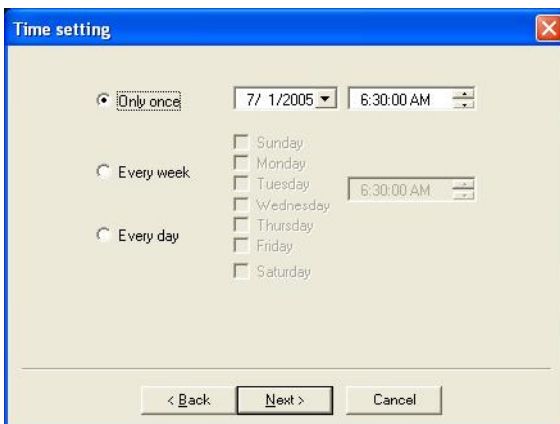 Time setting
Only once 7/ 1/2005 6:30:00 AM
Sunday
Monday
Every week Tuesday 6:30:00 AM
Wednesday
Thursday
Every day Friday
Saturday
< Back Next > Cancel